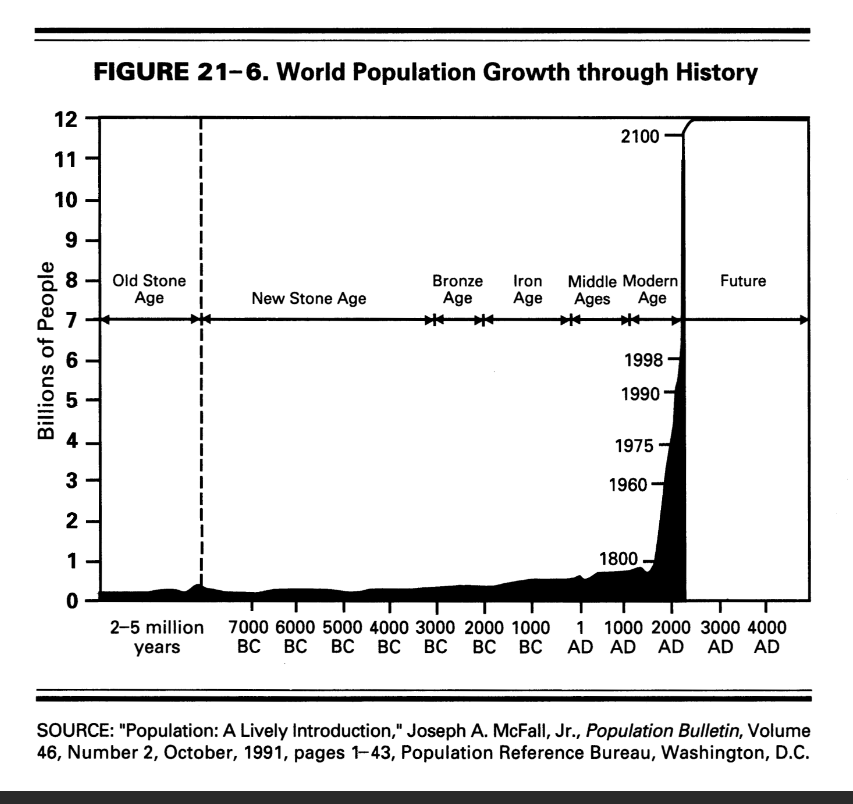 FIGURE 21–6. World Population Growth through History
Billions of People
12
11
10
9
8
7
6
5
4
3
2
1
0
Old Stone
Age
New Stone Age
Bronze
Age
Iron
Age
Middle
Ages
Modern
Age
Future
2100
1998
1990
1975
1960
1800
2–5 million
years
7000
BC
6000
BC
5000
BC
4000
BC
3000
BC
2000
BC
1000
BC
1
AD
1000
AD
2000
AD
3000
AD
4000
AD
SOURCE: "Population: A Lively Introduction," Joseph A. McFall, Jr., Population Bulletin, Volume
46, Number 2, October, 1991, pages 1–43, Population Reference Bureau, Washington, D.C.